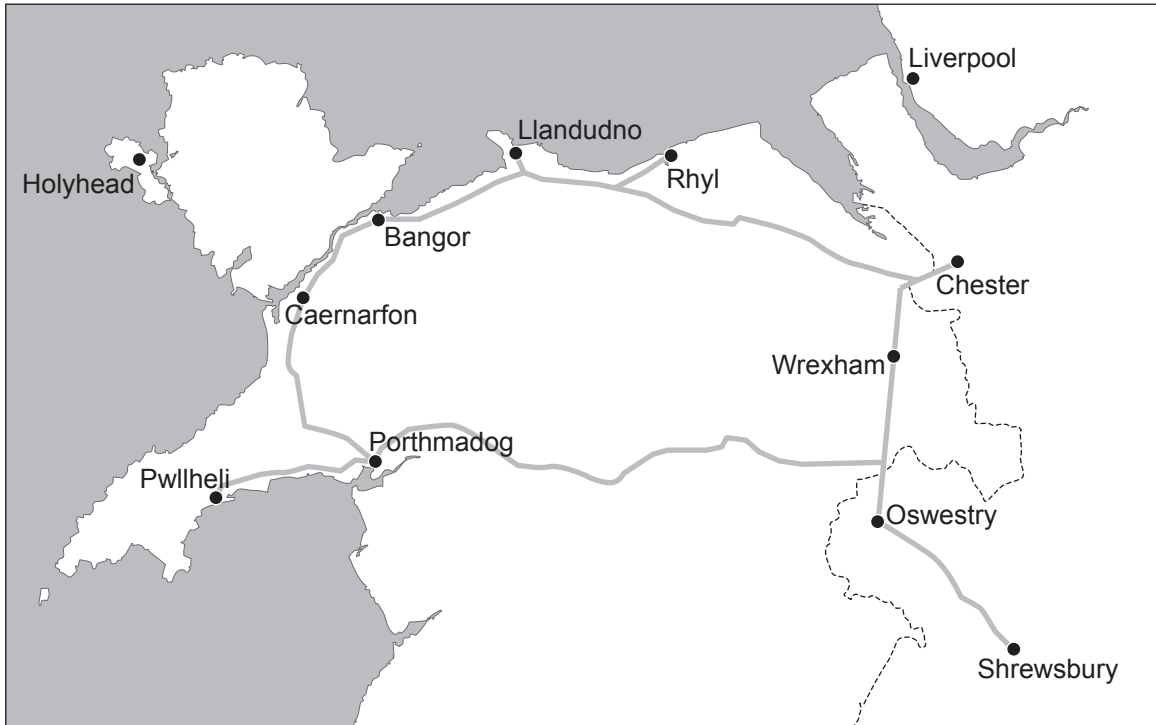 Liverpool
Llandudno
Holyhead
Rhyl
Bangor
Chester
Caernarfon
Wrexham
Porthmadog
Pwllheli
Oswestry
Shrewsbury